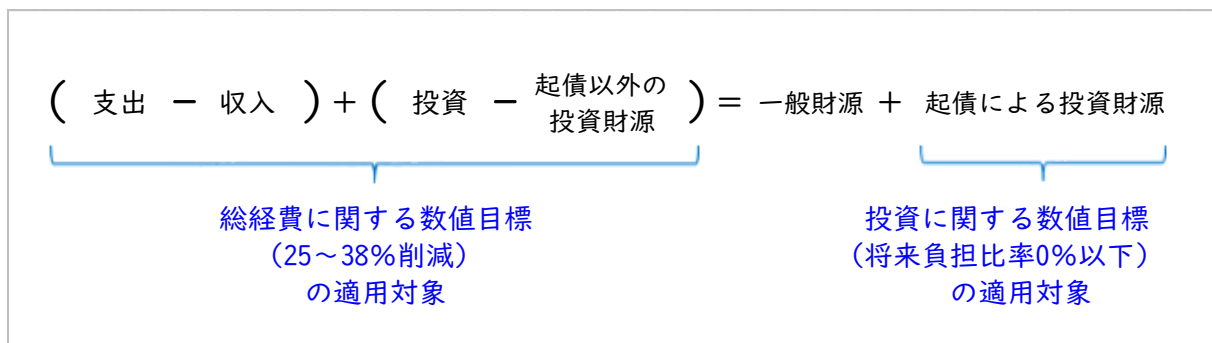 ( 支出 － 収入 ) ＋ ( 投資 － 起債以外の投資財源 ) ＝ 一般財源 ＋ 起債による投資財源
総経費に関する数値目標
（25～38%削減）
の適用対象
投資に関する数値目標
（将来負担比率0%以下）
の適用対象